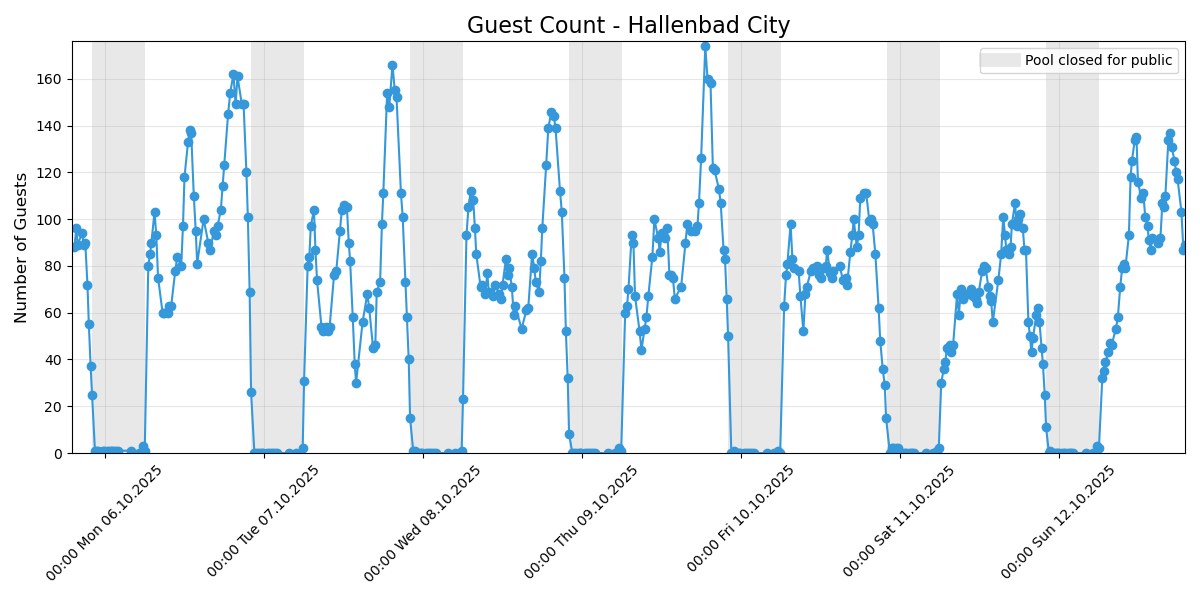 Guest Count - Hallenbad City
Pool closed for public
Number of Guests
160
140
120
100
80
60
40
20
0
00:00 Mon 06.10.2025
00:00 Tue 07.10.2025
00:00 Wed 08.10.2025
00:00 Thu 09.10.2025
00:00 Fri 10.10.2025
00:00 Sat 11.10.2025
00:00 Sun 12.10.2025